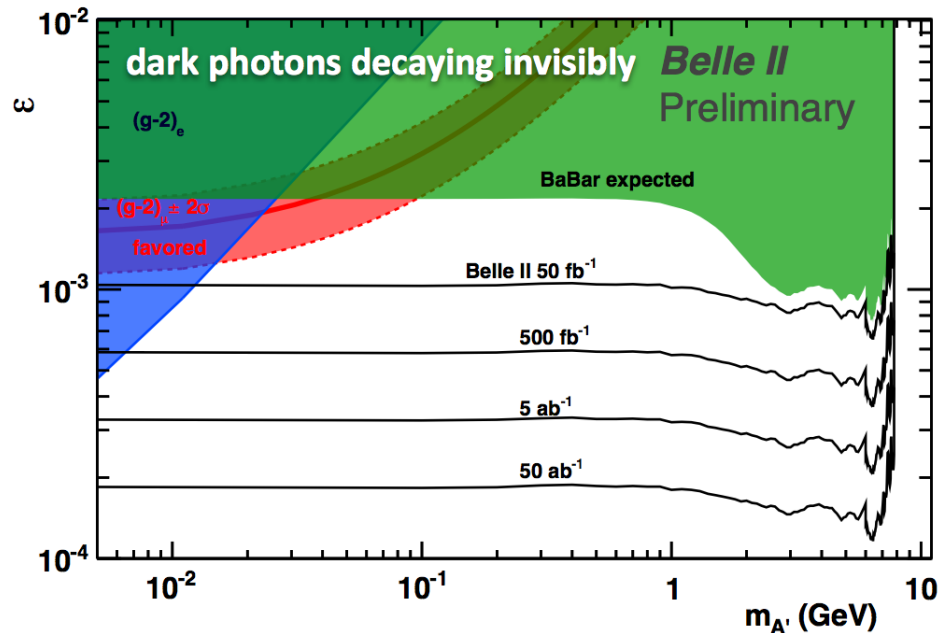 10⁻²
dark photons decaying invisibly
Belle II
Preliminary
ε
(g-2)ₑ
BaBar expected
(g-2)μ ± 2σ
favored
Belle II 50 fb⁻¹
10⁻³
500 fb⁻¹
5 ab⁻¹
50 ab⁻¹
10⁻⁴
10⁻²
10⁻¹
1
10
mA' (GeV)